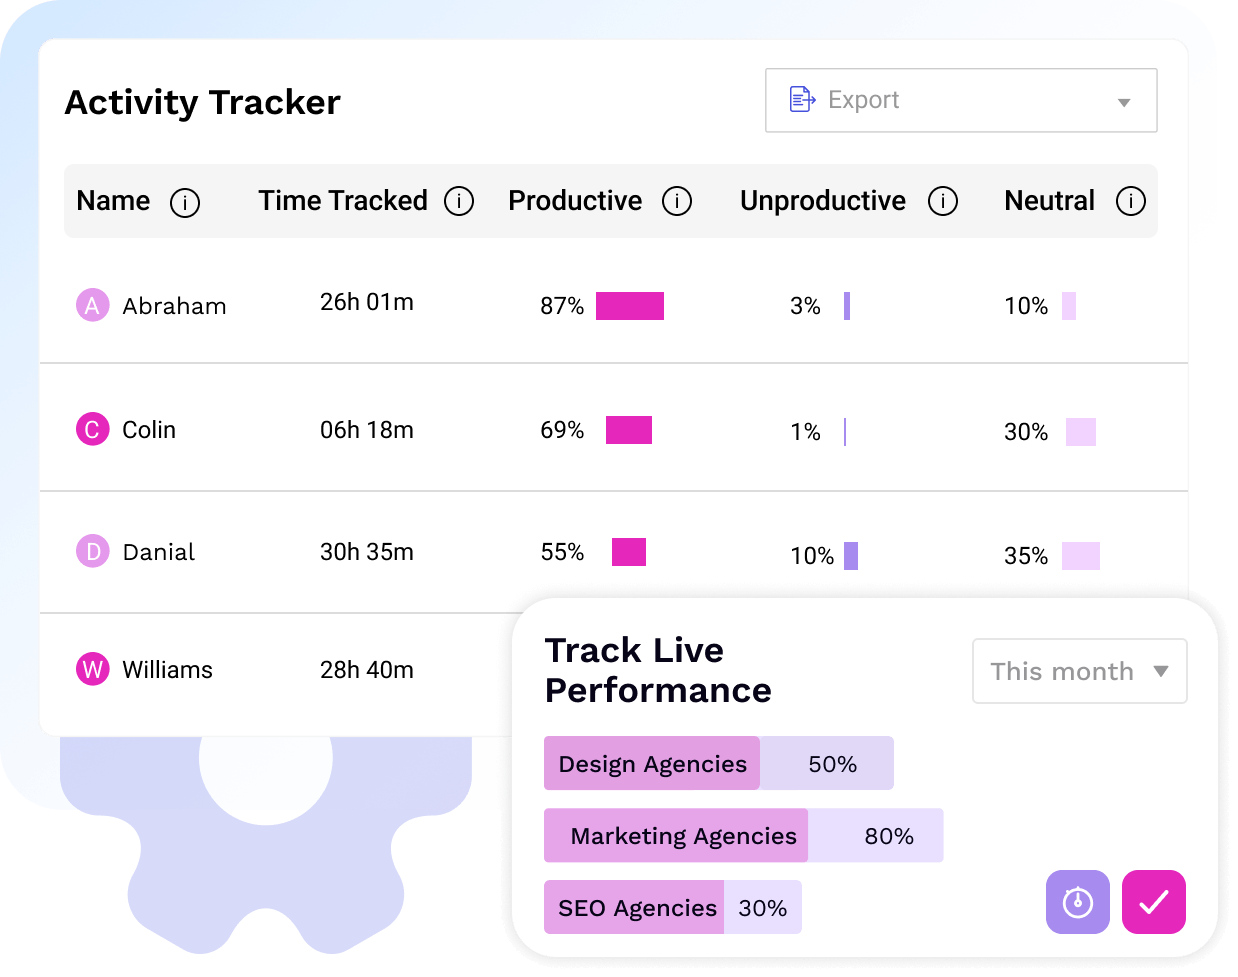 Activity Tracker
Export
Name Time Tracked Productive Unproductive Neutral
A Abraham 26h 01m 87% 3% 10%
C Colin 06h 18m 69% 1% 30%
D Danial 30h 35m 55% 10% 35%
W Williams 28h 40m
Track Live
Performance
This month
Design Agencies 50%
Marketing Agencies 80%
SEO Agencies 30%